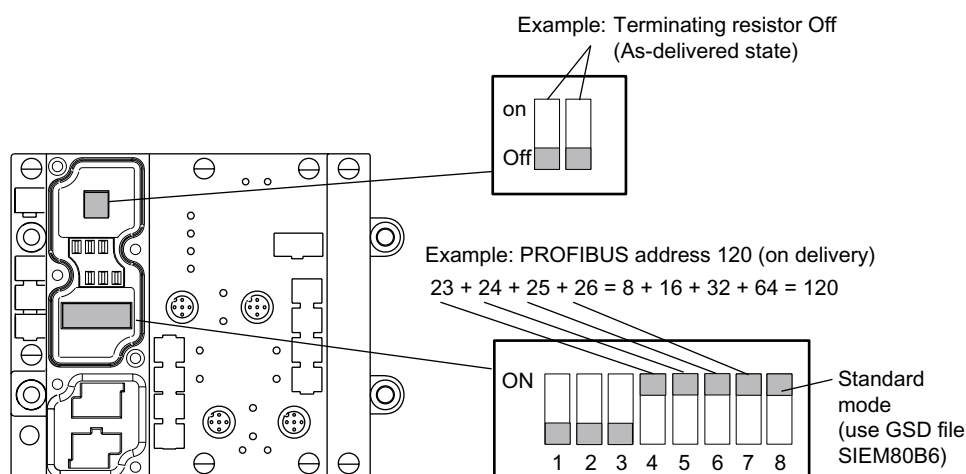 Example: Terminating resistor Off
(As-delivered state)
on
Off
Example: PROFIBUS address 120 (on delivery)
23 + 24 + 25 + 26 = 8 + 16 + 32 + 64 = 120
ON
1 2 3 4 5 6 7 8
Standard
mode
(use GSD file
SIEM80B6)